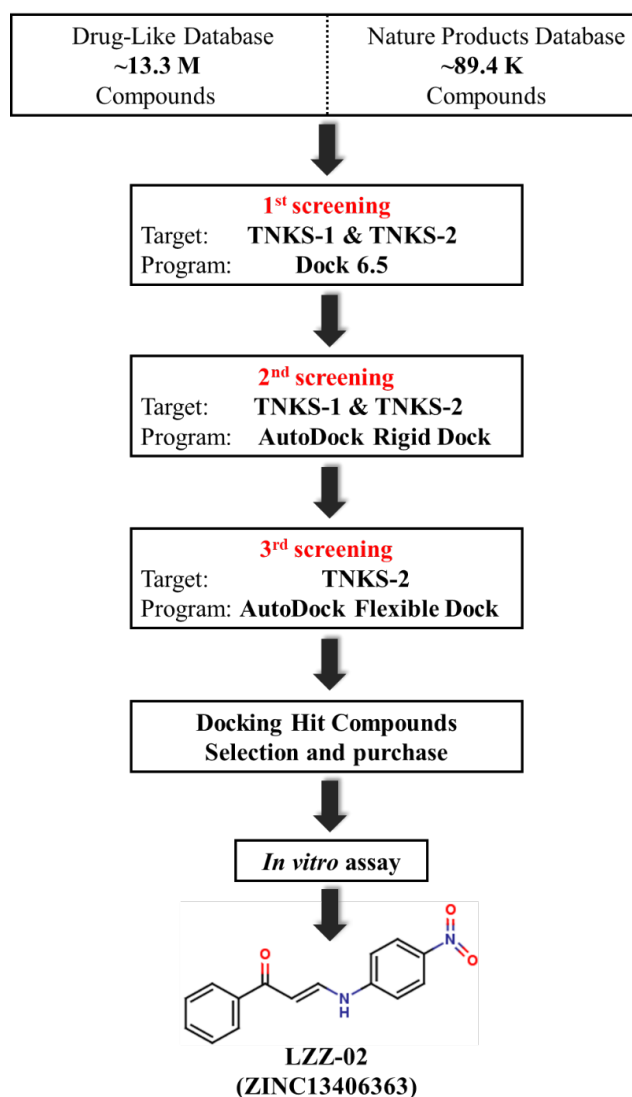 Drug-Like Database
~13.3 M
Compounds
Nature Products Database
~89.4 K
Compounds
1st screening
Target: TNKS-1 & TNKS-2
Program: Dock 6.5
2nd screening
Target: TNKS-1 & TNKS-2
Program: AutoDock Rigid Dock
3rd screening
Target: TNKS-2
Program: AutoDock Flexible Dock
Docking Hit Compounds
Selection and purchase
In vitro assay
O
N
H
N
O
O
LZZ-02
(ZINC13406363)